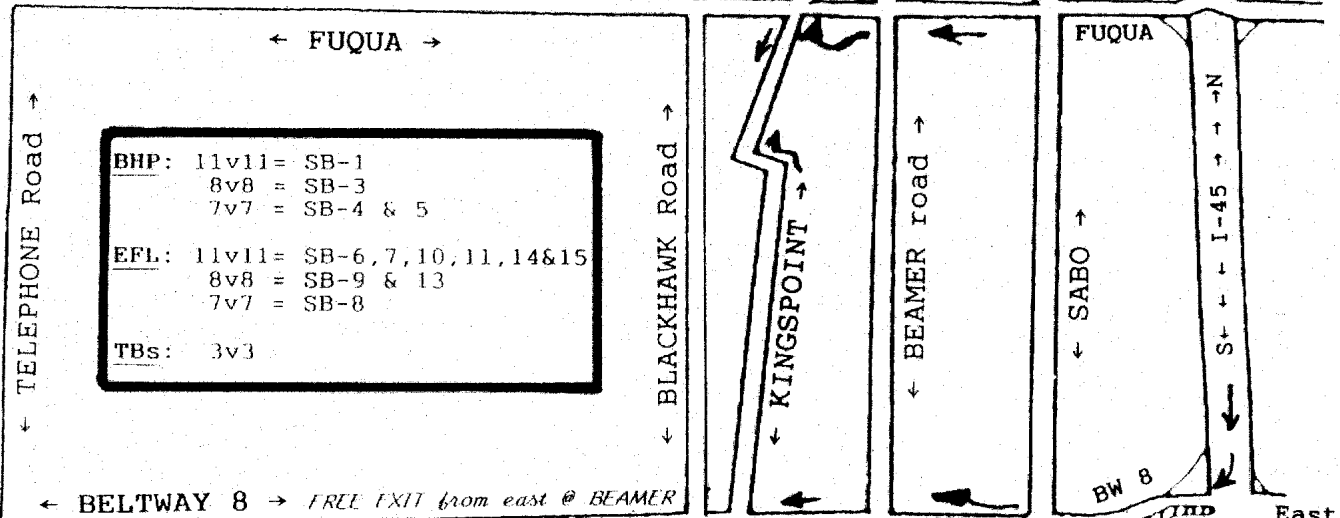 ← FUQUA →
FUQUA
← TELEPHONE Road →
BHP: 11v11= SB-1
8v8 = SB-3
7v7 = SB-4 & 5
EFL: 11v11= SB-6,7,10,11,14&15
8v8 = SB-9 & 13
7v7 = SB-8
TBs: 3v3
← BLACKHAWK Road →
← KINGSPOINT →
← BEAMER road →
← SABO →
S← ← ← I-45 → → →N
← BELTWAY 8 → FREE EXIT from east @ BEAMER
BW 8
East